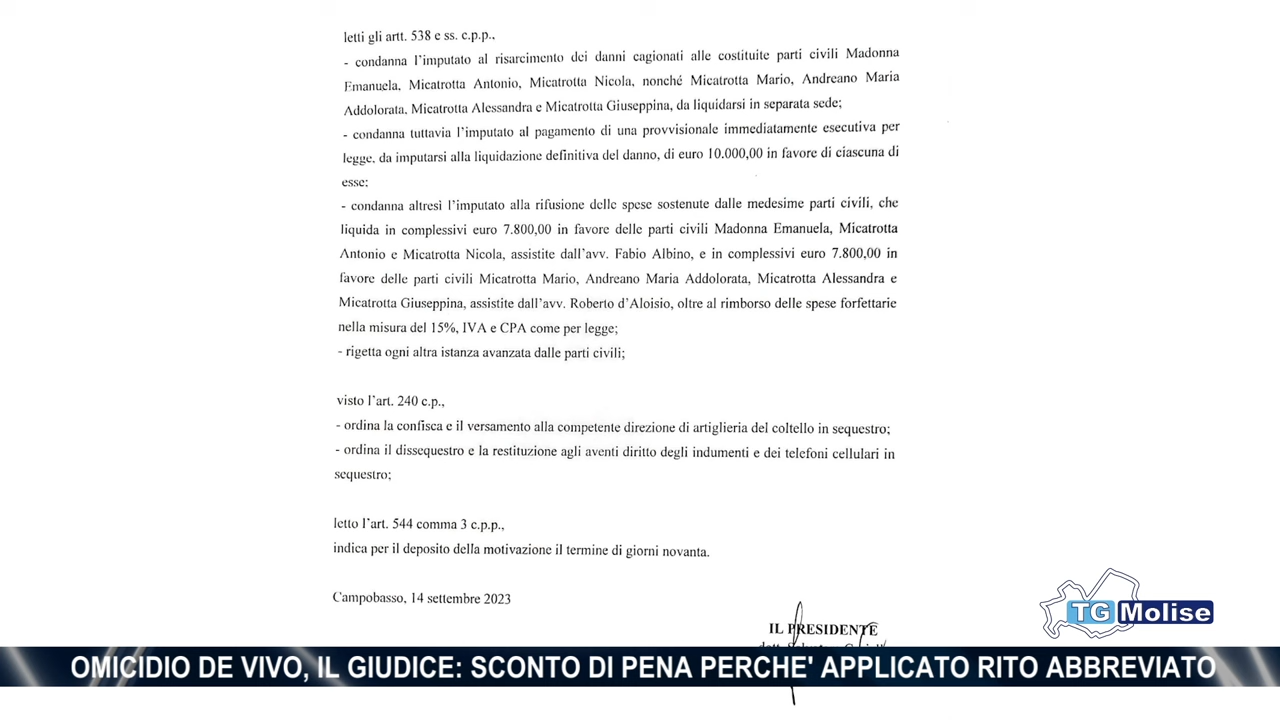 letti gli artt. 538 e ss. c.p.p.,
- condanna l'imputato al risarcimento dei danni cagionati alle costituite parti civili Madonna
Emanuela, Micatrotta Antonio, Micatrotta Nicola, nonché Micatrotta Mario, Andreano Maria
Addolorata, Micatrotta Alessandra e Micatrotta Giuseppina, da liquidarsi in separata sede;
- condanna tuttavia l'imputato al pagamento di una provvisionale immediatamente esecutiva per
legge, da imputarsi alla liquidazione definitiva del danno, di euro 10.000,00 in favore di ciascuna di
esse;
- condanna altresì l'imputato alla rifusione delle spese sostenute dalle medesime parti civili, che
liquida in complessivi euro 7.800,00 in favore delle parti civili Madonna Emanuela, Micatrotta
Antonio e Micatrotta Nicola, assistite dall'avv. Fabio Albino, e in complessivi euro 7.800,00 in
favore delle parti civili Micatrotta Mario, Andreano Maria Addolorata, Micatrotta Alessandra e
Micatrotta Giuseppina, assistite dall'avv. Roberto d'Aloisio, oltre al rimborso delle spese forfettarie
nella misura del 15%, IVA e CPA come per legge;
- rigetta ogni altra istanza avanzata dalle parti civili;
visto l'art. 240 c.p.,
- ordina la confisca e il versamento alla competente direzione di artiglieria del coltello in sequestro;
- ordina il dissequestro e la restituzione agli aventi diritto degli indumenti e dei telefoni cellulari in
sequestro;
letto l'art. 544 comma 3 c.p.p.,
indica per il deposito della motivazione il termine di giorni novanta.
Campobasso, 14 settembre 2023
IL PRESIDENTE
TG Molise
OMICIDIO DE VIVO, IL GIUDICE: SCONTO DI PENA PERCHE' APPLICATO RITO ABBREVIATO